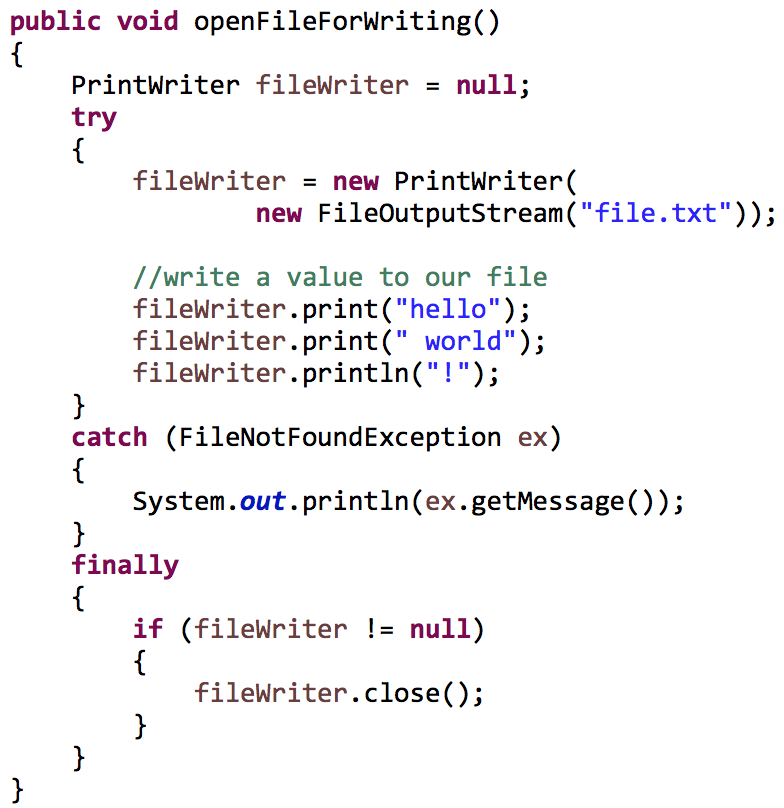 public void openFileForWriting()
{
    PrintWriter fileWriter = null;
    try
    {
        fileWriter = new PrintWriter(
                new FileOutputStream("file.txt"));

        //write a value to our file
        fileWriter.print("hello");
        fileWriter.print(" world");
        fileWriter.println("!");
    }
    catch (FileNotFoundException ex)
    {
        System.out.println(ex.getMessage());
    }
    finally
    {
        if (fileWriter != null)
        {
            fileWriter.close();
        }
    }
}